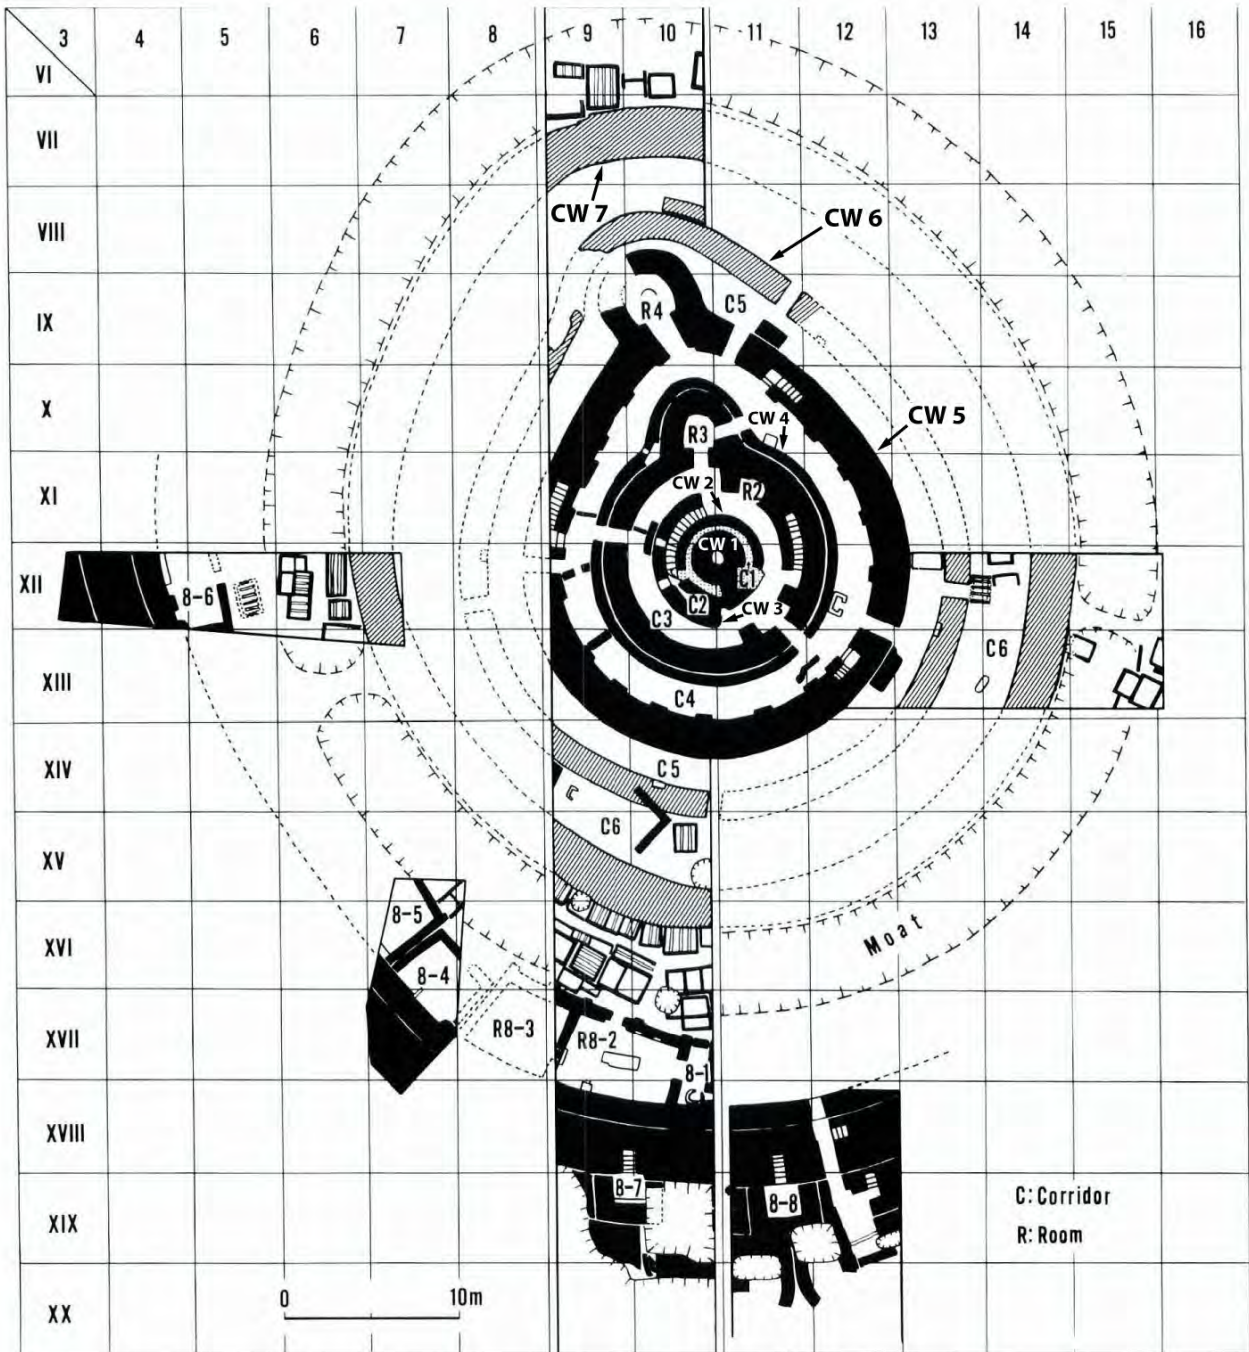 3 4 5 6 7 8 9 10 11 12 13 14 15 16
VI
VII
CW 7
VIII
CW 6
C5
R4
IX
X
CW 5
CW 4
R3
CW 2
R2
XI
CW 1
C1
XII
8-6
C2
CW 3
C3
C6
XIII
C4
C5
XIV
C6
XV
8-5
Moat
XVI
8-4
R8-3
R8-2
XVII
8-1
XVIII
8-7
8-8
C: Corridor
R: Room
XIX
0 10m
XX